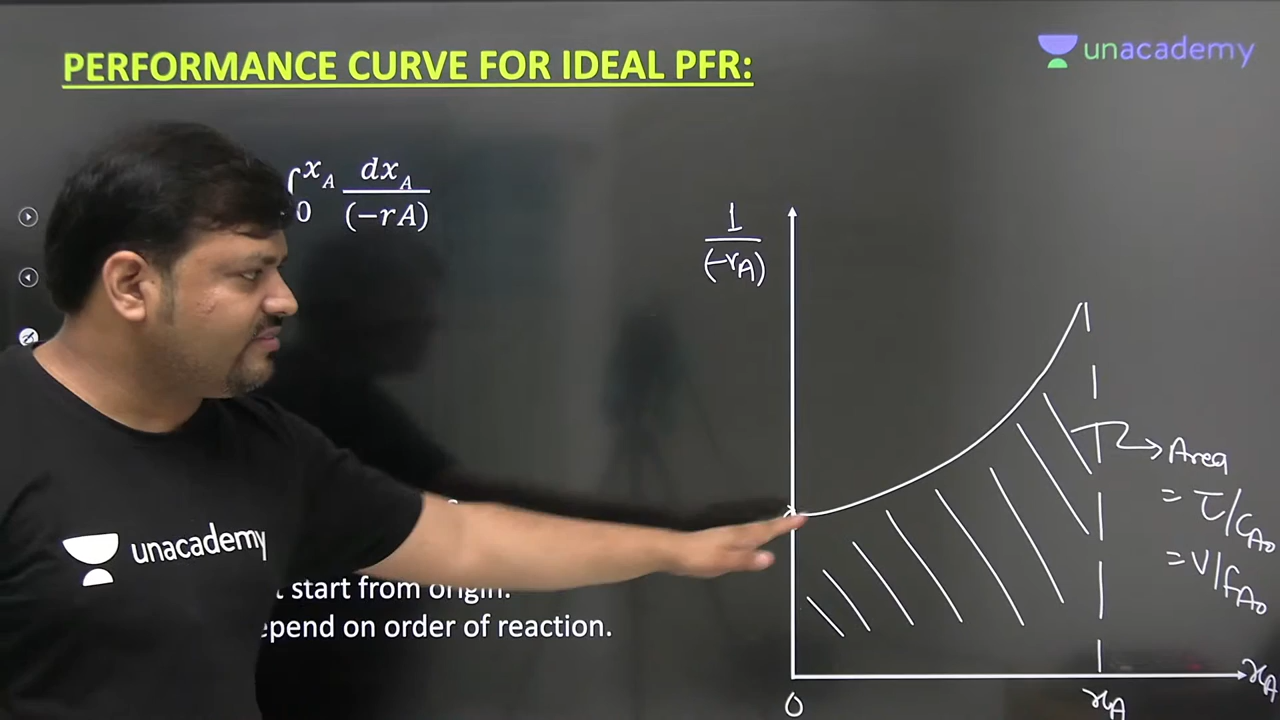 PERFORMANCE CURVE FOR IDEAL PFR:
unacademy
∫ x_A 0 dx_A/(-rA)
1/(-r_A)
Area
= τ/C_A0
= V/F_A0
unacademy
start from origin.
epend on order of reaction.
0
x_A
x_A